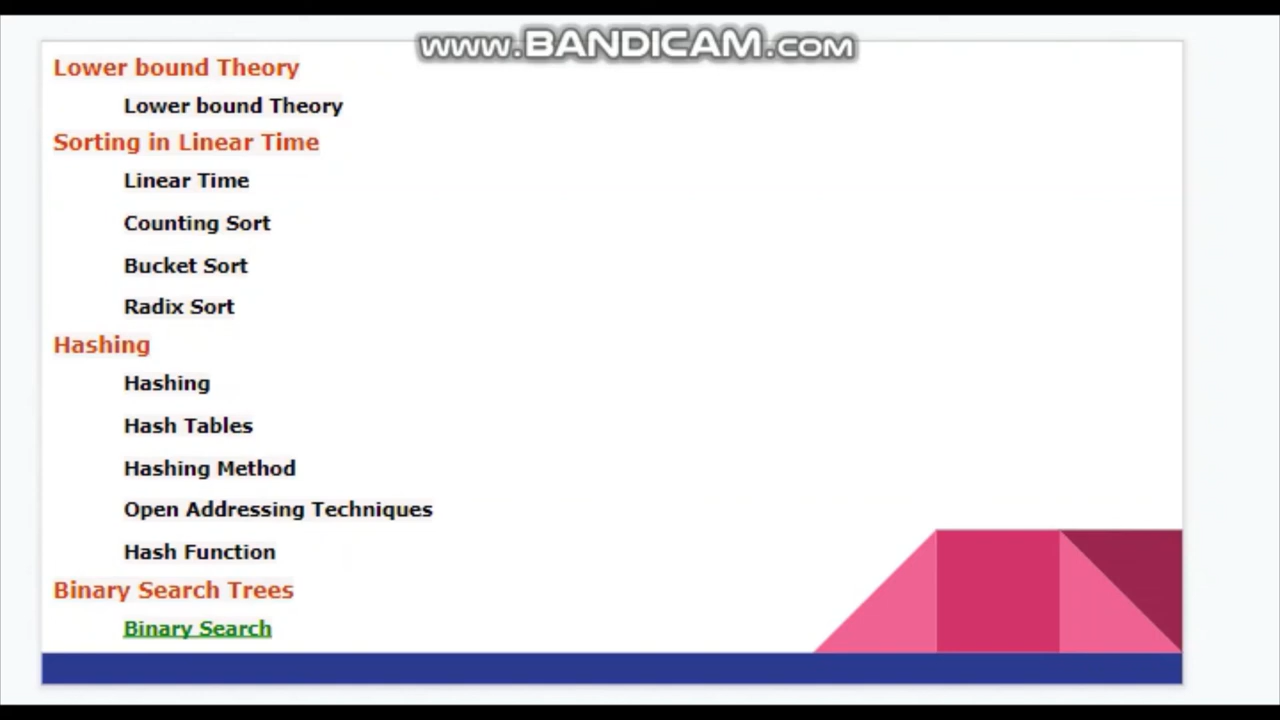 www.BANDICAM.com
Lower bound Theory
Lower bound Theory
Sorting in Linear Time
Linear Time
Counting Sort
Bucket Sort
Radix Sort
Hashing
Hashing
Hash Tables
Hashing Method
Open Addressing Techniques
Hash Function
Binary Search Trees
Binary Search